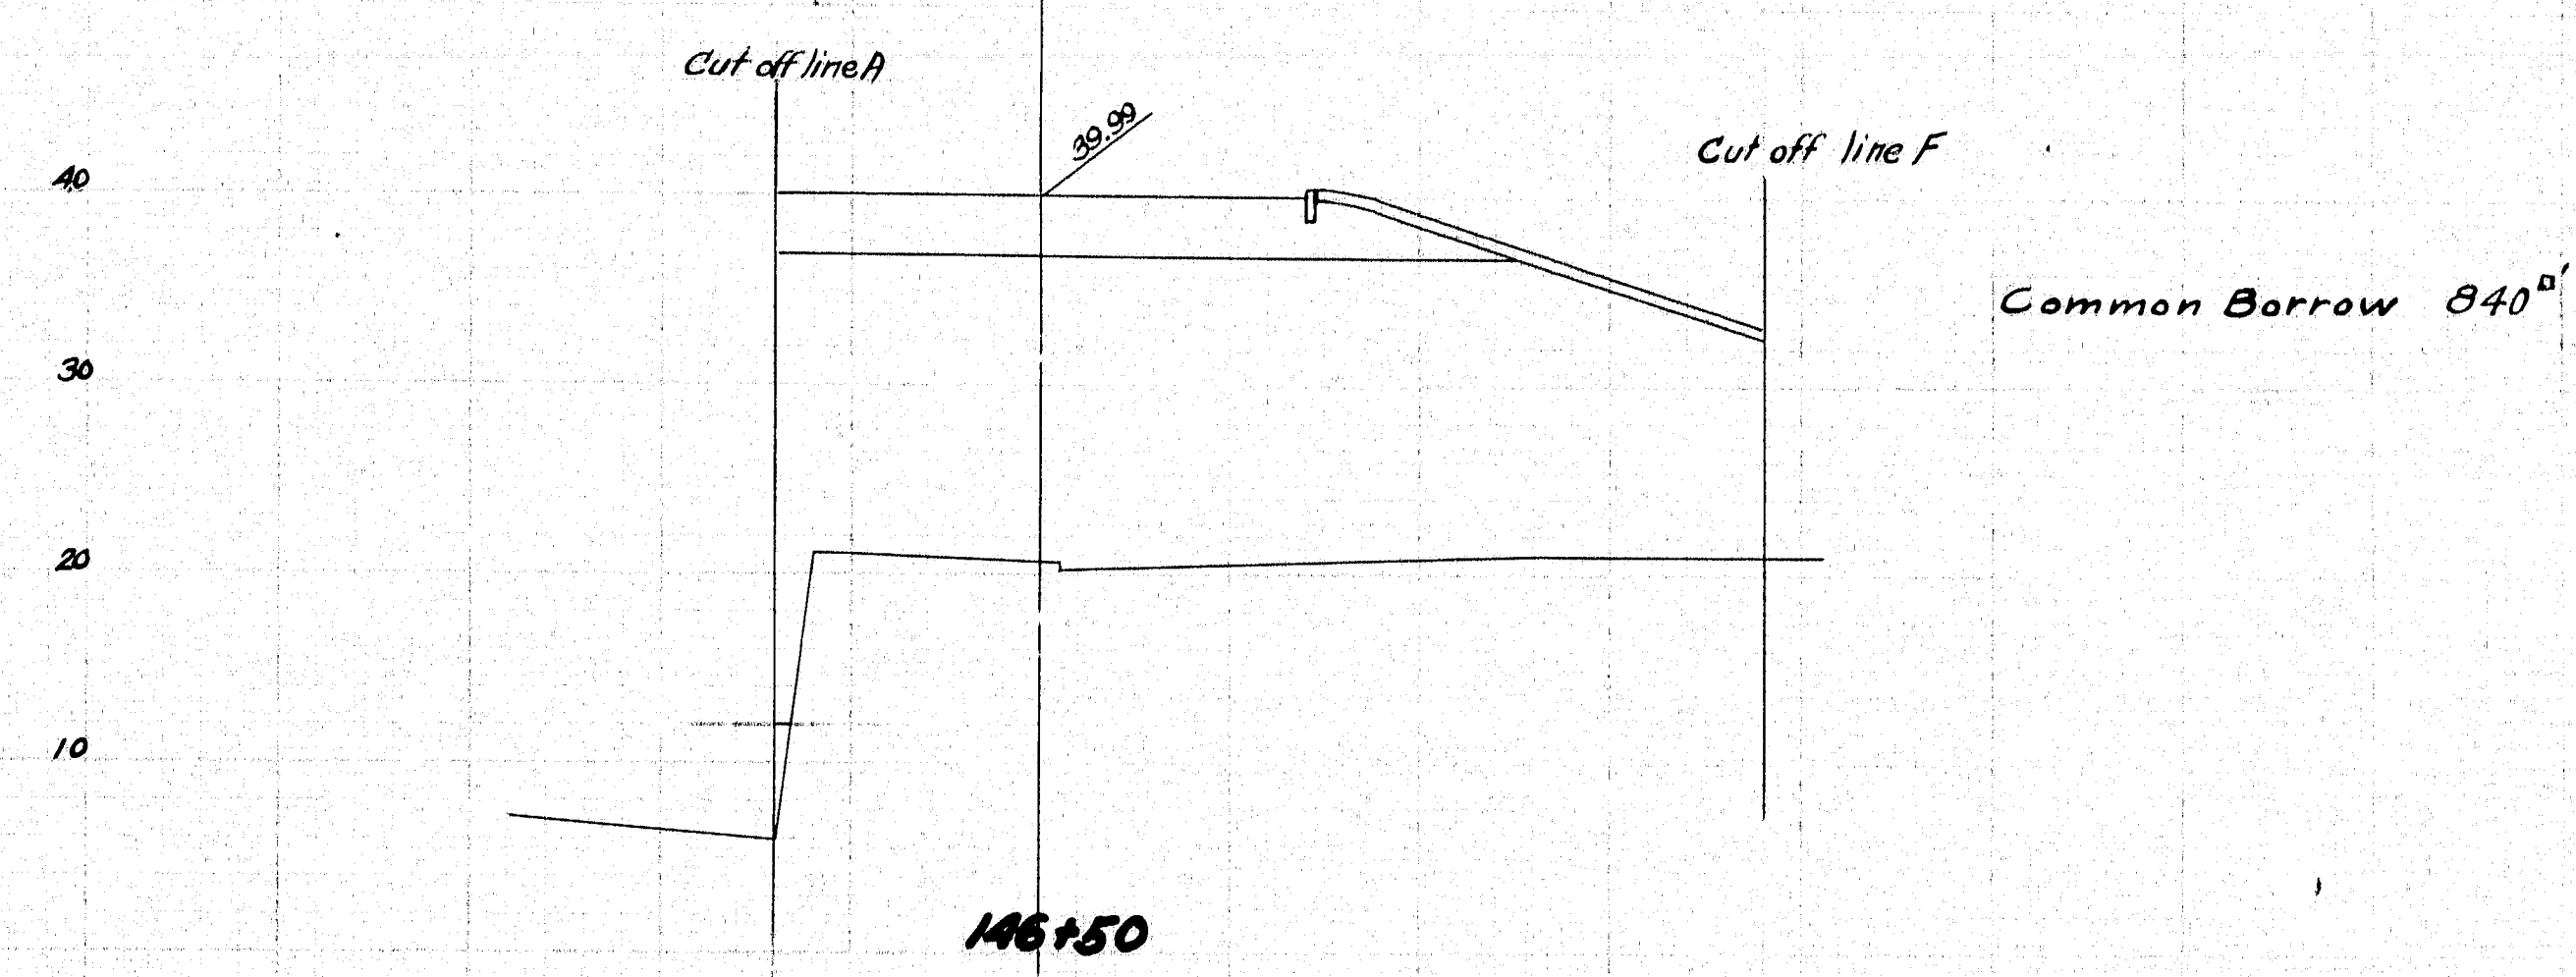 Cut off line A
39.99
Cut off line F
40
Common Borrow 840□'
30
20
10
146+50